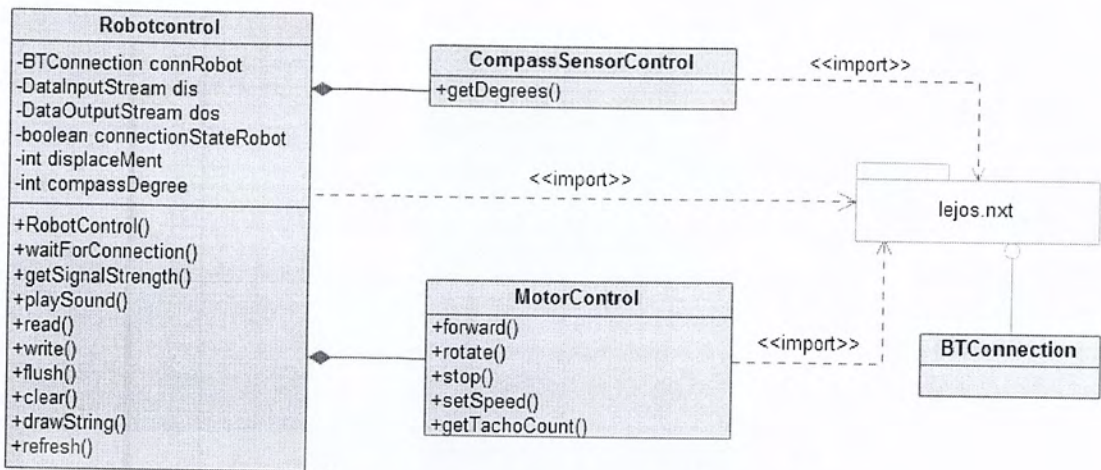 Robotcontrol
-BTConnection connRobot
-DataInputStream dis
-DataOutputStream dos
-boolean connectionStateRobot
-int displaceMent
-int compassDegree
+RobotControl()
+waitForConnection()
+getSignalStrength()
+playSound()
+read()
+write()
+flush()
+clear()
+drawString()
+refresh()
CompassSensorControl
+getDegrees()
<<import>>
<<import>>
lejos.nxt
MotorControl
+forward()
+rotate()
+stop()
+setSpeed()
+getTachoCount()
<<import>>
BTConnection